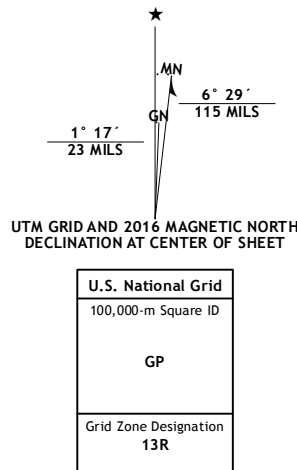 ★
MN
GN
6° 29´
115 MILS
1° 17´
23 MILS
UTM GRID AND 2016 MAGNETIC NORTH
DECLINATION AT CENTER OF SHEET
U.S. National Grid
100,000-m Square ID
GP
Grid Zone Designation
13R